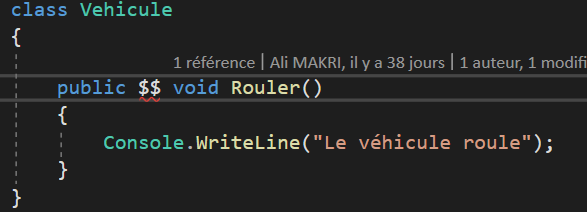 class Vehicule
{
1 référence | Ali MAKRI, il y a 38 jours | 1 auteur, 1 modifi
public $$ void Rouler()
{
Console.WriteLine("Le véhicule roule");
}
}